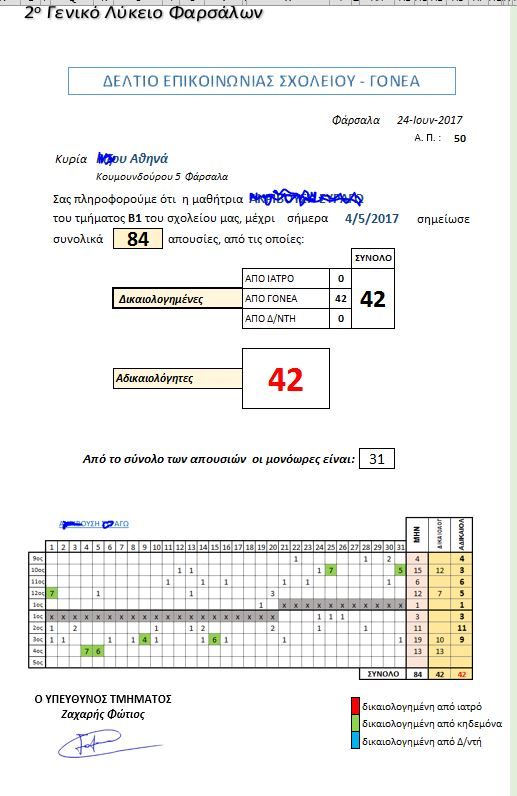 2ο Γενικό Λύκειο Φαρσάλων
ΔΕΛΤΙΟ ΕΠΙΚΟΙΝΩΝΙΑΣ ΣΧΟΛΕΙΟΥ - ΓΟΝΕΑ
Φάρσαλα 24-Ιουν-2017
Α. Π. : 50
Κυρία Αθηνά
Κουμουνδούρου 5 Φάρσαλα
Σας πληροφορούμε ότι η μαθήτρια
του τμήματος Β1 του σχολείου μας, μέχρι σήμερα 4/5/2017 σημείωσε
συνολικά 84 απουσίες, από τις οποίες:
ΣΥΝΟΛΟ
ΑΠΟ ΙΑΤΡΟ 0
Δικαιολογημένες ΑΠΟ ΓΟΝΕΑ 42 42
ΑΠΟ Δ/ΝΤΗ 0
Αδικαιολόγητες 42
Από το σύνολο των απουσιών οι μονόωρες είναι: 31
1 2 3 4 5 6 7 8 9 10 11 12 13 14 15 16 17 18 19 20 21 22 23 24 25 26 27 28 29 30 31 ΜΗΝ ΔΙΚΑΙΟΛΟΓ ΑΔΙΚΑΙΟΛ
9ος 1 1 2 4 4
10ος 1 1 1 7 5 15 12 3
11ος 1 1 1 1 1 1 6 6
12ος 7 1 1 3 12 7 5
1ος 1 x x x x x x x x x x x 1 1
1ος x x x x x x x x x x x x x x x x x x x x 1 1 1 3 3
2ος 1 2 1 1 1 2 1 1 1 11 11
3ος 1 1 1 1 9 1 1 6 1 1 1 19 10 9
4ος 7 6 13 13
5ος
ΣΥΝΟΛΟ 84 42 42
Ο ΥΠΕΥΘΥΝΟΣ ΤΜΗΜΑΤΟΣ
Ζαχαρής Φώτιος
δικαιολογημένη από ιατρό
δικαιολογημένη από κηδεμόνα
δικαιολογημένη από Δ/ντή